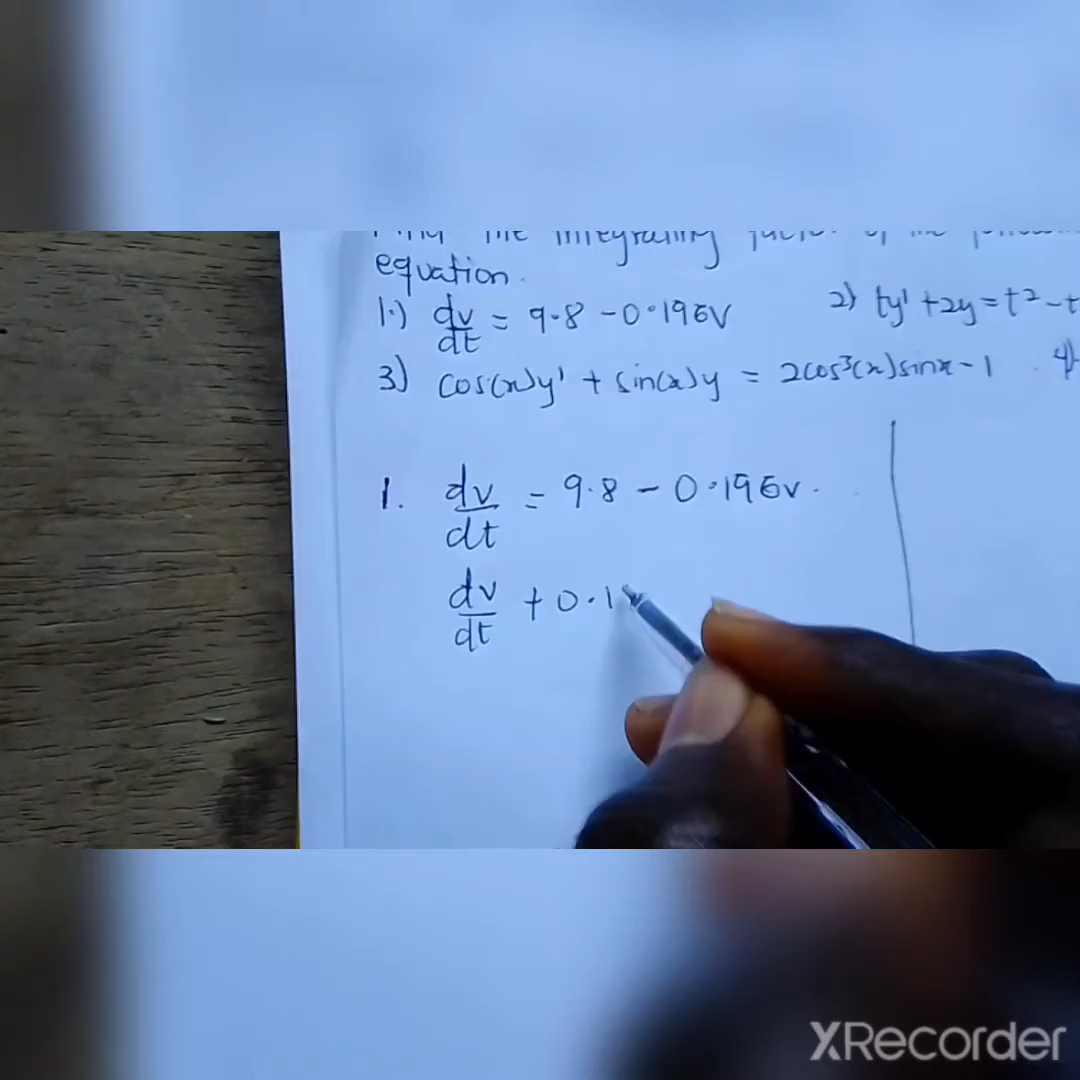 equation.
1.) dv/dt = 9.8 - 0.196v 2) ty' + 2y = t² - t
3) cos(x)y' + sin(x)y = 2cos³(x)sinx - 1 4)
1. dv/dt = 9.8 - 0.196v.
dv/dt + 0.1
XRecorder